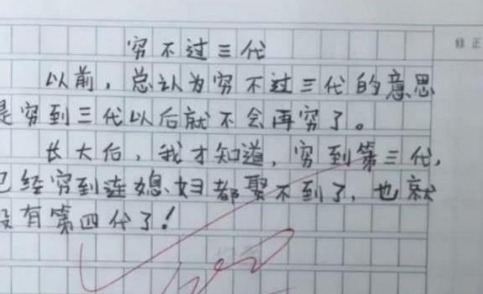 穷不过三代
以前，总认为穷不过三代的意思
是穷到三代以后就不会再穷了。
长大后，我才知道，穷到第三代，
已经穷到连媳妇都娶不到了，也就
没有第四代了！
修正